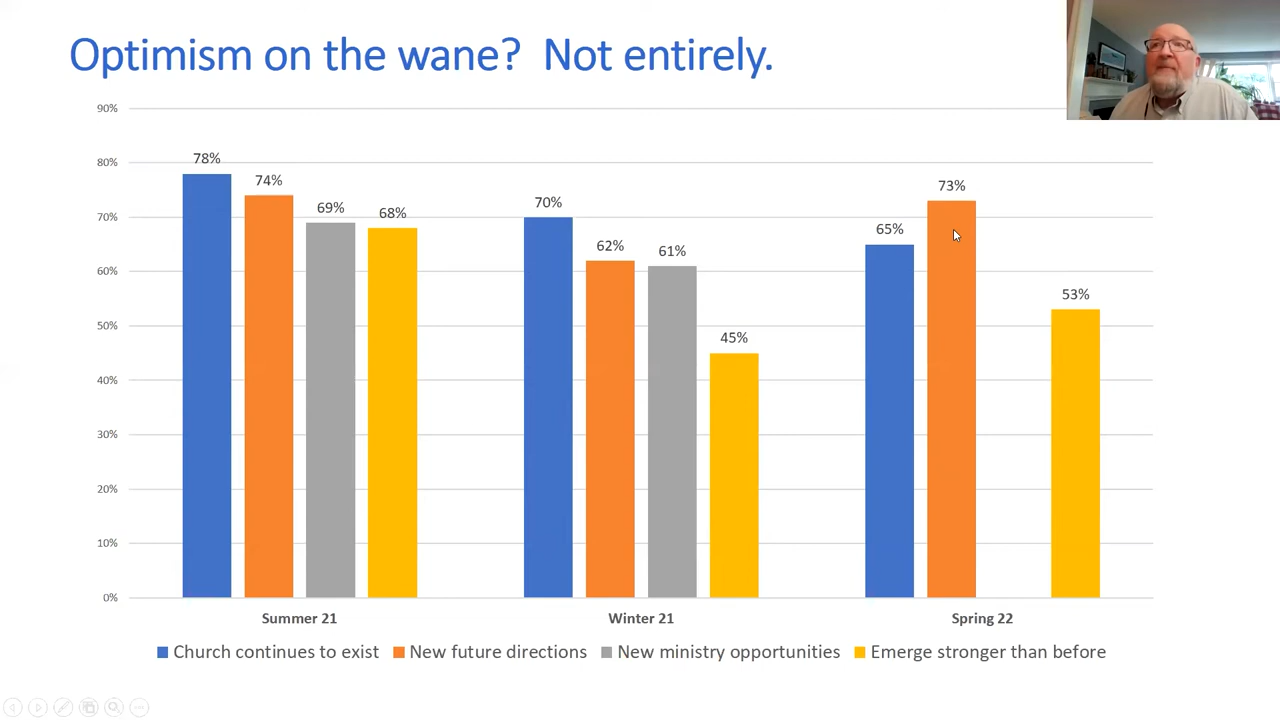 Optimism on the wane? Not entirely.
90%
80%
70%
60%
50%
40%
30%
20%
10%
0%
78%
74%
69%
68%
70%
62%
61%
45%
65%
73%
53%
Summer 21
Winter 21
Spring 22
Church continues to exist
New future directions
New ministry opportunities
Emerge stronger than before